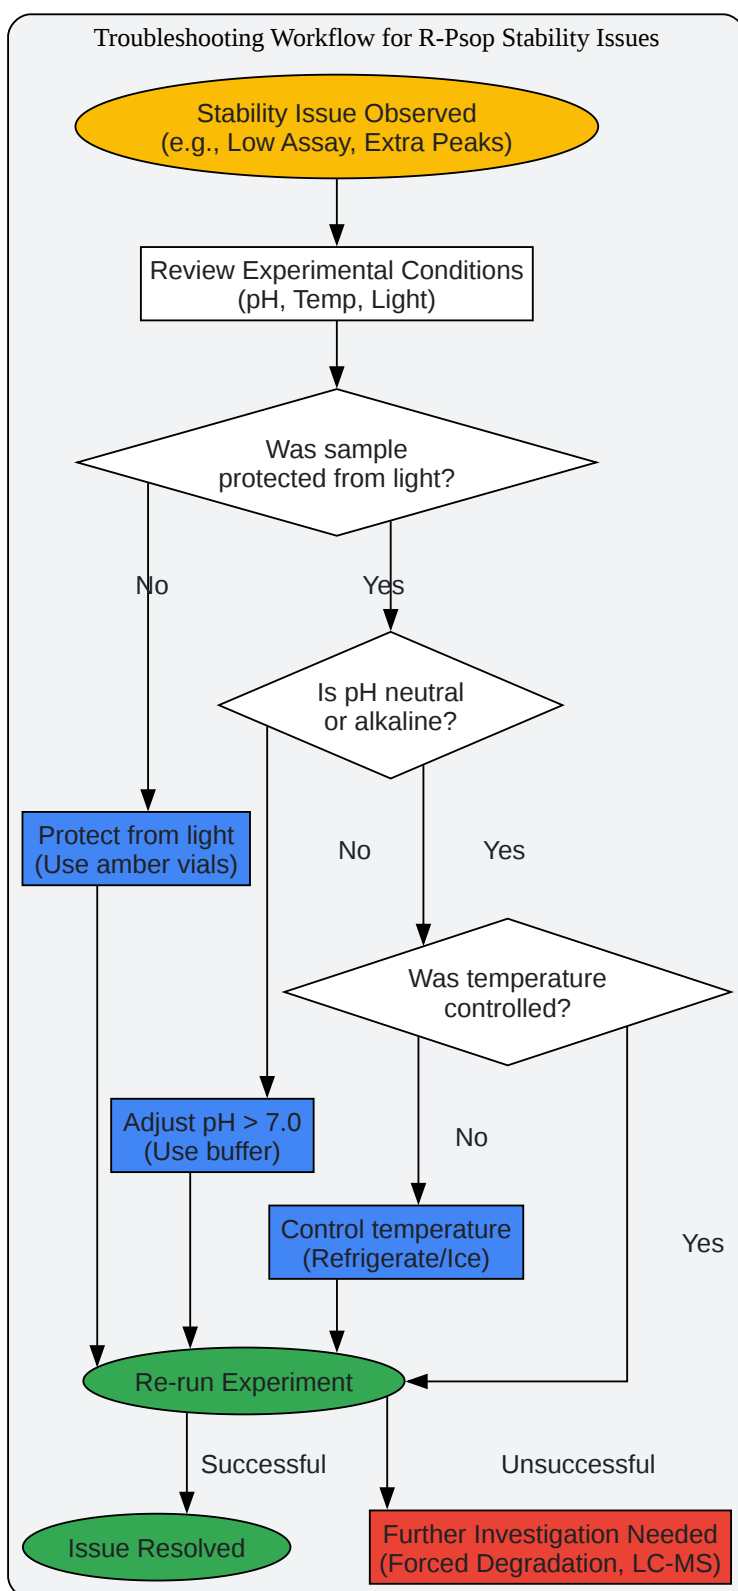 Troubleshooting Workflow for R-Psop Stability Issues
Stability Issue Observed
(e.g., Low Assay, Extra Peaks)
Review Experimental Conditions
(pH, Temp, Light)
Was sample
protected from light?
No
Yes
Is pH neutral
or alkaline?
Protect from light
(Use amber vials)
No
Yes
Was temperature
controlled?
Adjust pH > 7.0
(Use buffer)
No
Control temperature
(Refrigerate/Ice)
Yes
Re-run Experiment
Successful
Unsuccessful
Issue Resolved
Further Investigation Needed
(Forced Degradation, LC-MS)